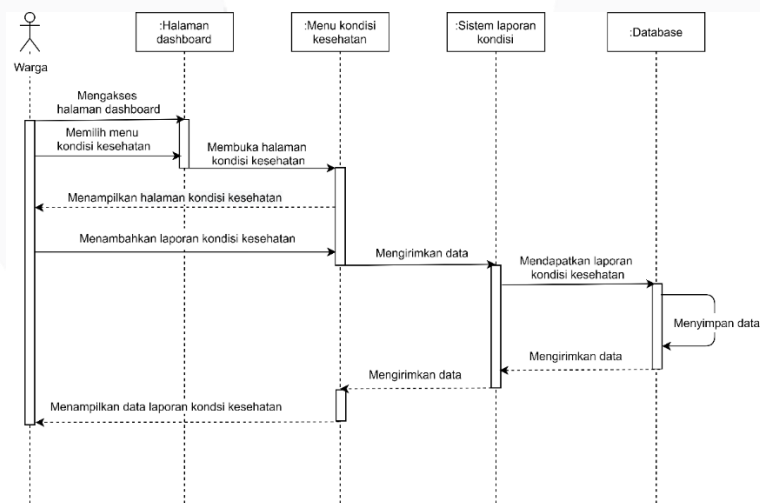 :Halaman
dashboard
:Menu kondisi
kesehatan
:Sistem laporan
kondisi
:Database
Warga
Mengakses
halaman dashboard
Memilih menu
kondisi kesehatan
Membuka halaman
kondisi kesehatan
Menampilkan halaman kondisi kesehatan
Menambahkan laporan kondisi kesehatan
Mengirimkan data
Mendapatkan laporan
kondisi kesehatan
Menyimpan data
Mengirimkan data
Mengirimkan data
Menampilkan data laporan kondsi kesehatan